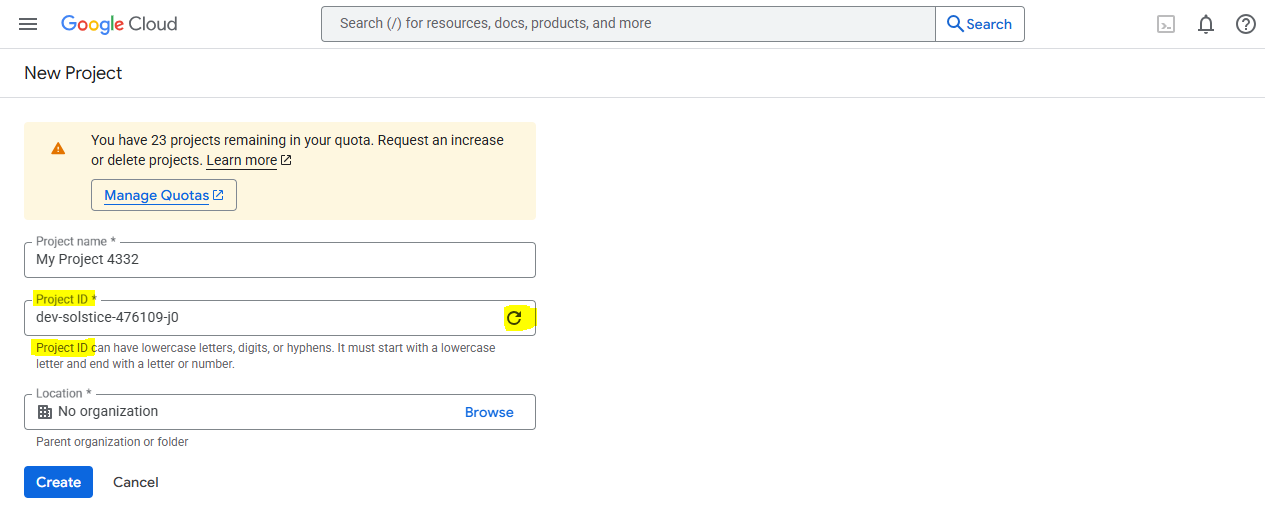 Google Cloud
Search (/) for resources, docs, products, and more
Search
New Project
You have 23 projects remaining in your quota. Request an increase
or delete projects. Learn more
Manage Quotas
Project name *
My Project 4332
Project ID *
dev-solstice-476109-j0
Project ID can have lowercase letters, digits, or hyphens. It must start with a lowercase
letter and end with a letter or number.
Location *
No organization
Browse
Parent organization or folder
Create
Cancel